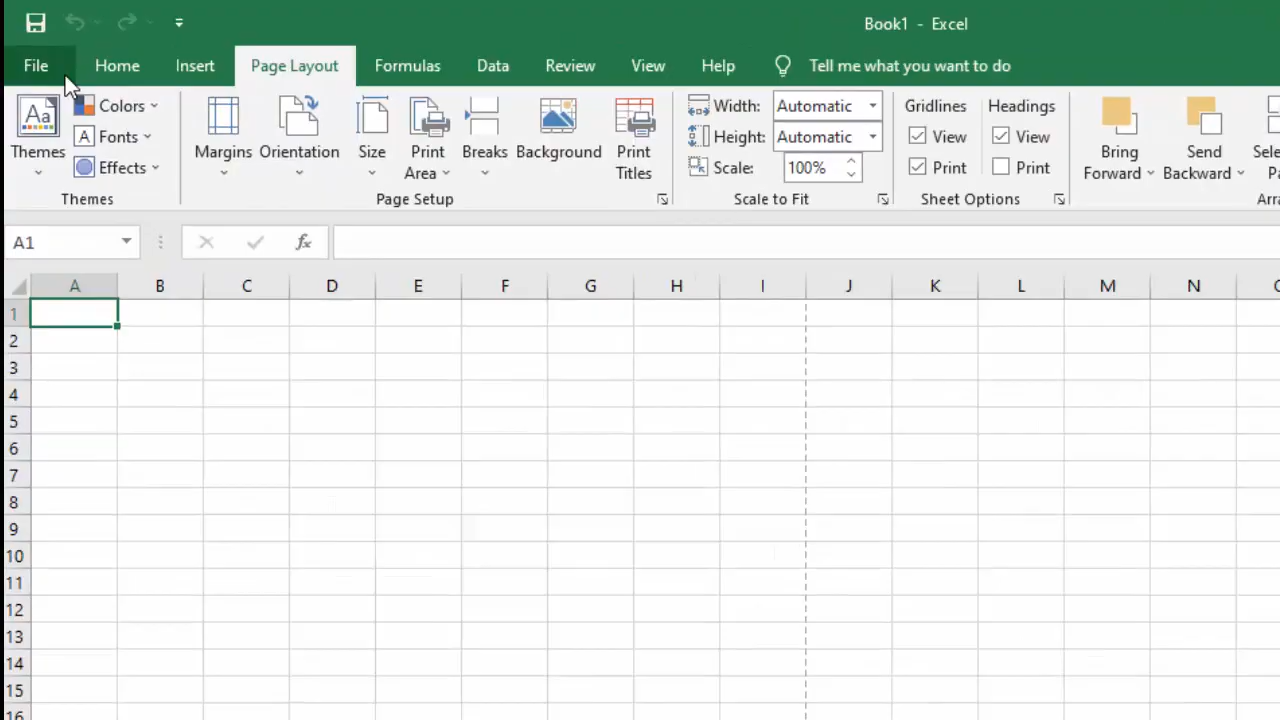 Book1 - Excel
File Home Insert Page Layout Formulas Data Review View Help Tell me what you want to do
Aa Colors Width: Automatic Gridlines Headings
A Fonts Height: Automatic View View
Themes Effects Margins Orientation Size Print Area Breaks Background Print Titles Scale: 100% Print Print Bring Forward Send Backward
Themes Page Setup Scale to Fit Sheet Options
A1 fx
A B C D E F G H I J K L M N
1
2
3
4
5
6
7
8
9
10
11
12
13
14
15
16